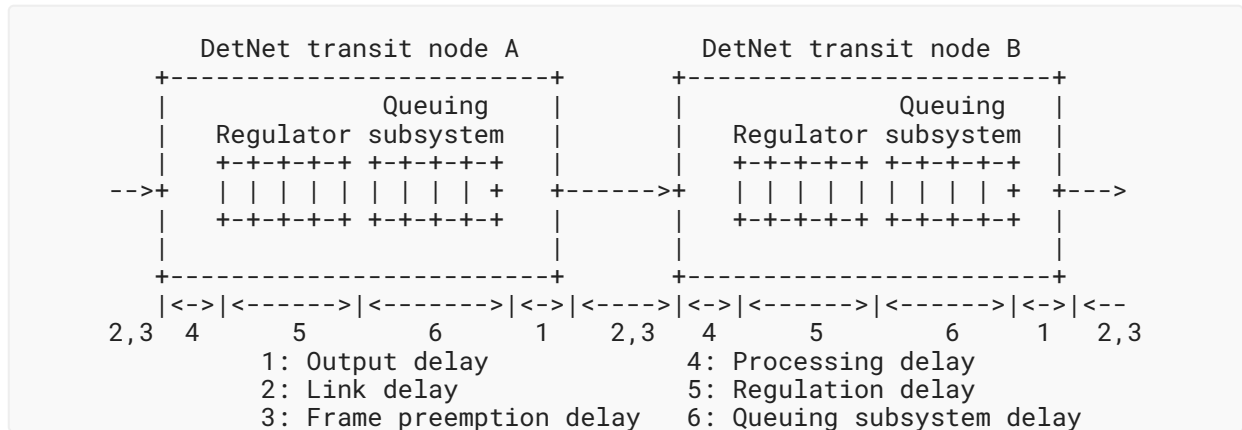 DetNet transit node A            DetNet transit node B
   +-------------------------+       +------------------------+
   |              Queuing    |       |              Queuing   |
   |   Regulator subsystem   |       |   Regulator subsystem  |
   |   +-+-+-+-+ +-+-+-+-+   |       |   +-+-+-+-+ +-+-+-+-+  |
-->+   | | | | | | | | | +   +------>+   | | | | | | | | | +  +--->
   |   +-+-+-+-+ +-+-+-+-+   |       |   +-+-+-+-+ +-+-+-+-+  |
   |                         |       |                        |
   +-------------------------+       +------------------------+
   |<->|<------>|<------->|<->|<---->|<->|<------>|<------>|<->|<--
2,3  4      5        6      1    2,3   4      5        6     1   2,3
          1: Output delay             4: Processing delay
          2: Link delay               5: Regulation delay
          3: Frame preemption delay   6: Queuing subsystem delay